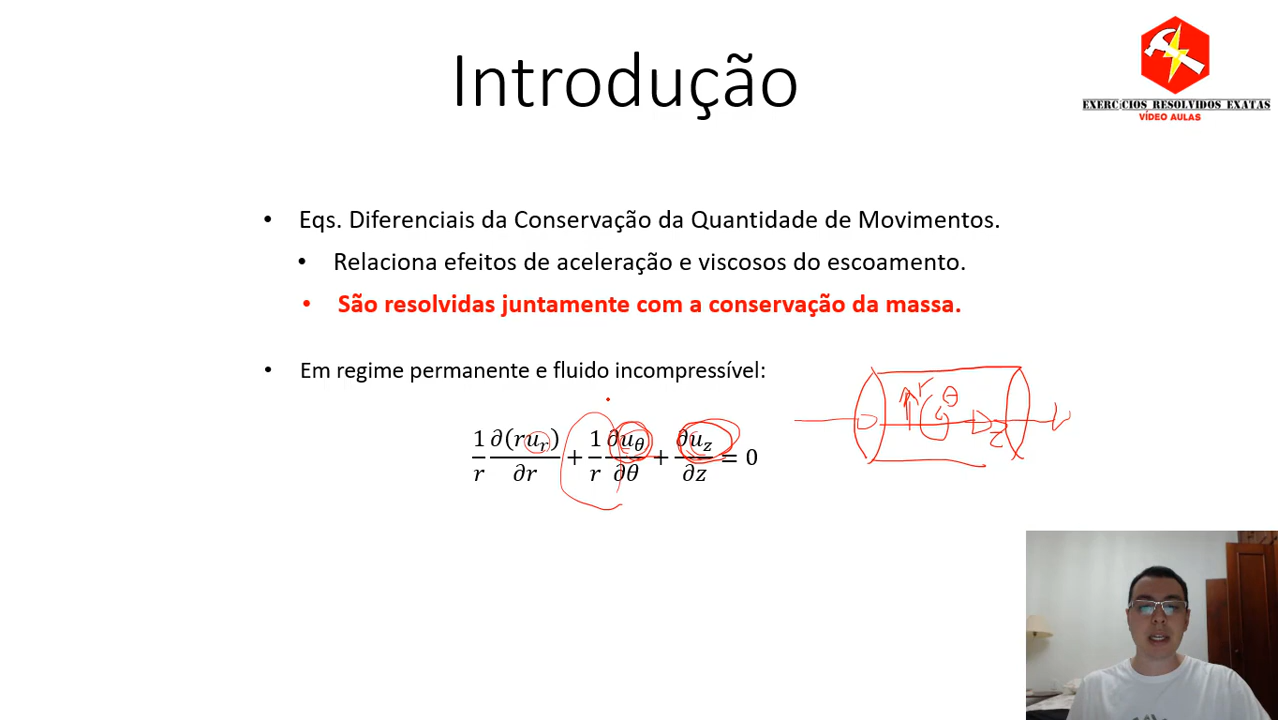 Introdução
EXERCíCIOS RESOLVIDOS EXATAS
VÍDEO AULAS
• Eqs. Diferenciais da Conservação da Quantidade de Movimentos.
• Relaciona efeitos de aceleração e viscosos do escoamento.
• São resolvidas juntamente com a conservação da massa.
• Em regime permanente e fluido incompressível:
1/r ∂(ru_r)/∂r + 1/r ∂u_θ/∂θ + ∂u_z/∂z = 0
r θ
z